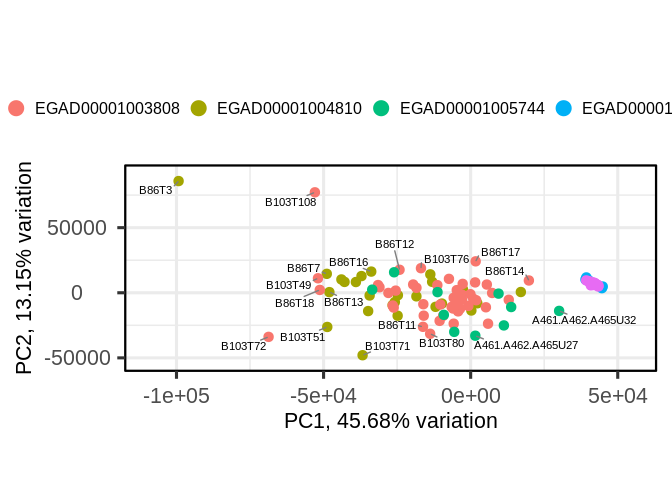 EGAD00001003808 EGAD00001004810 EGAD00001005744 EGAD00001
B86T3
B103T108
B86T12
B86T17
B86T7 B86T16 B103T76
B86T14
B103T49
B86T18 B86T13
A461.A462.A465U32
B86T11
B103T51
B103T72 B103T71 B103T80 A461.A462.A465U27
50000
0
-50000
PC2, 13.15% variation
-1e+05 -5e+04 0e+00 5e+04
PC1, 45.68% variation